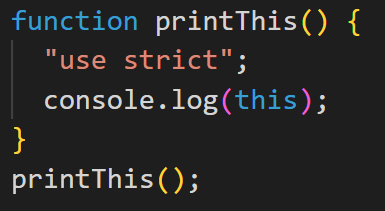 function printThis() {
  "use strict";
  console.log(this);
}
printThis();